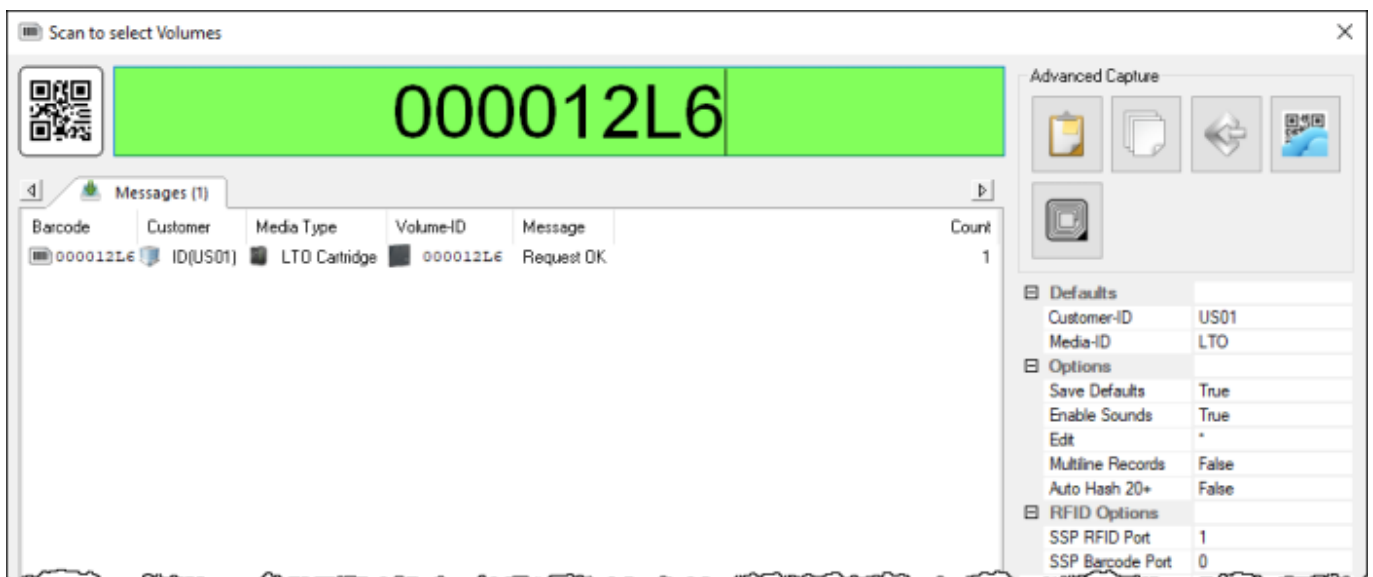 Scan to select Volumes
000012L6
Advanced Capture
Messages (1)
Barcode Customer Media Type Volume-ID Message Count
000012L6 ID(US01) LTO Cartridge 000012L6 Request OK 1
Defaults
Customer-ID US01
Media-ID LTO
Options
Save Defaults True
Enable Sounds True
Edit *
Multiline Records False
Auto Hash 20+ False
RFID Options
SSP RFID Port 1
SSP Barcode Port 0